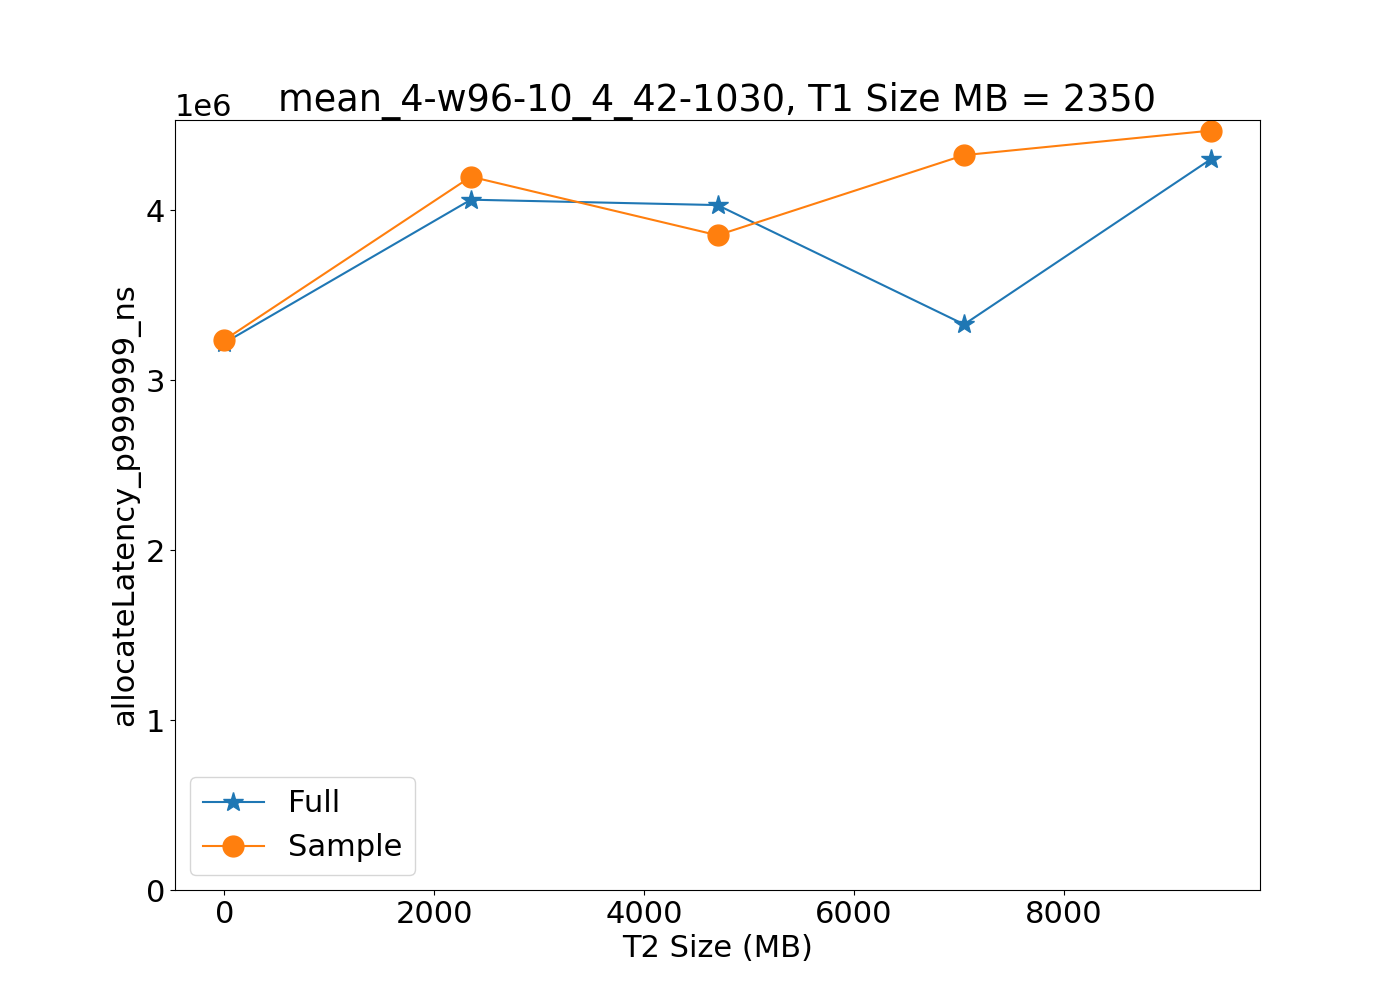 1e6
mean_4-w96-10_4_42-1030, T1 Size MB = 2350
allocateLatency_p999999_ns
4
3
2
1
0
Full
Sample
0 2000 4000 6000 8000
T2 Size (MB)